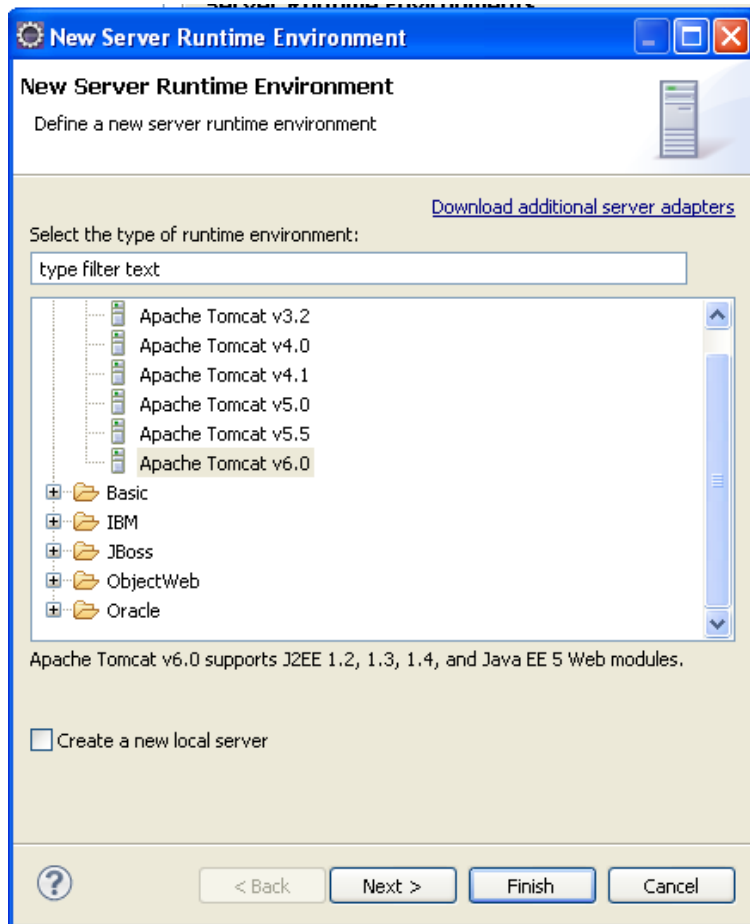 Server Runtime Environments
New Server Runtime Environment
New Server Runtime Environment
Define a new server runtime environment
Download additional server adapters
Select the type of runtime environment:
type filter text
Apache Tomcat v3.2
Apache Tomcat v4.0
Apache Tomcat v4.1
Apache Tomcat v5.0
Apache Tomcat v5.5
Apache Tomcat v6.0
Basic
IBM
JBoss
ObjectWeb
Oracle
Apache Tomcat v6.0 supports J2EE 1.2, 1.3, 1.4, and Java EE 5 Web modules.
Create a new local server
? < Back Next > Finish Cancel